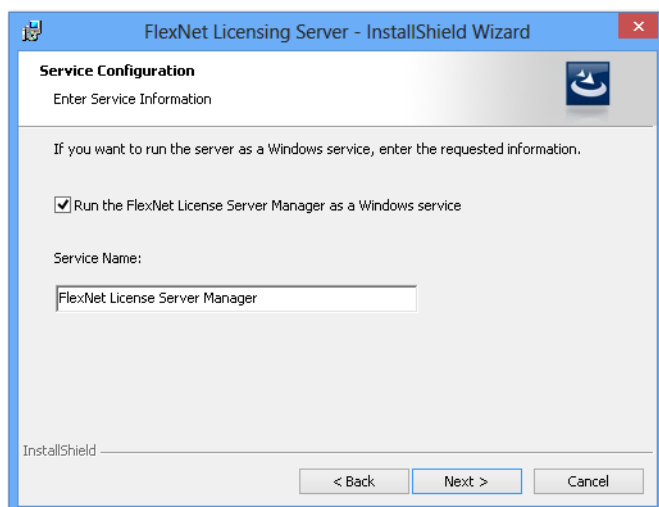 FlexNet Licensing Server - InstallShield Wizard
Service Configuration
Enter Service Information
If you want to run the server as a Windows service, enter the requested information.
Run the FlexNet License Server Manager as a Windows service
Service Name:
FlexNet License Server Manager
InstallShield
< Back Next > Cancel